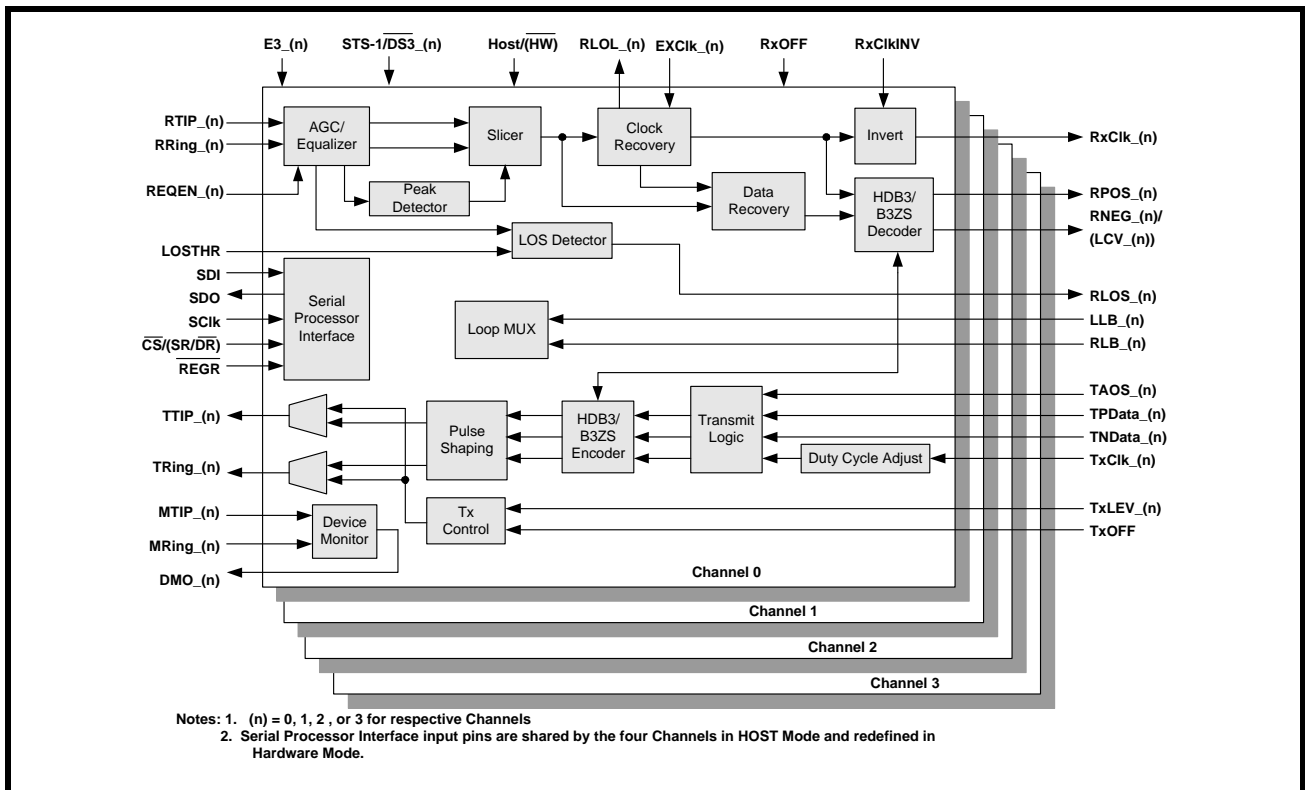 E3_(n)
STS-1/DS3_(n)
Host/(HW)
RLOL_(n)
EXClk_(n)
RxOFF
RxClkINV
RTIP_(n)
RRing_(n)
REQEN_(n)
LOSTHR
SDI
SDO
SClk
CS/(SR/DR)
REGR
TTIP_(n)
TRing_(n)
MTIP_(n)
MRing_(n)
DMO_(n)
AGC/
Equalizer
Slicer
Clock
Recovery
Invert
Peak
Detector
Data
Recovery
HDB3/
B3ZS
Decoder
LOS Detector
Serial
Processor
Interface
Loop MUX
Pulse
Shaping
HDB3/
B3ZS
Encoder
Transmit
Logic
Duty Cycle Adjust
Tx
Control
Device
Monitor
RxClk_(n)
RPOS_(n)
RNEG_(n)/
(LCV_(n))
RLOS_(n)
LLB_(n)
RLB_(n)
TAOS_(n)
TPData_(n)
TNData_(n)
TxClk_(n)
TxLEV_(n)
TxOFF
Channel 0
Channel 1
Channel 2
Channel 3
Notes: 1. (n) = 0, 1, 2 , or 3 for respective Channels
2. Serial Processor Interface input pins are shared by the four Channels in HOST Mode and redefined in
Hardware Mode.